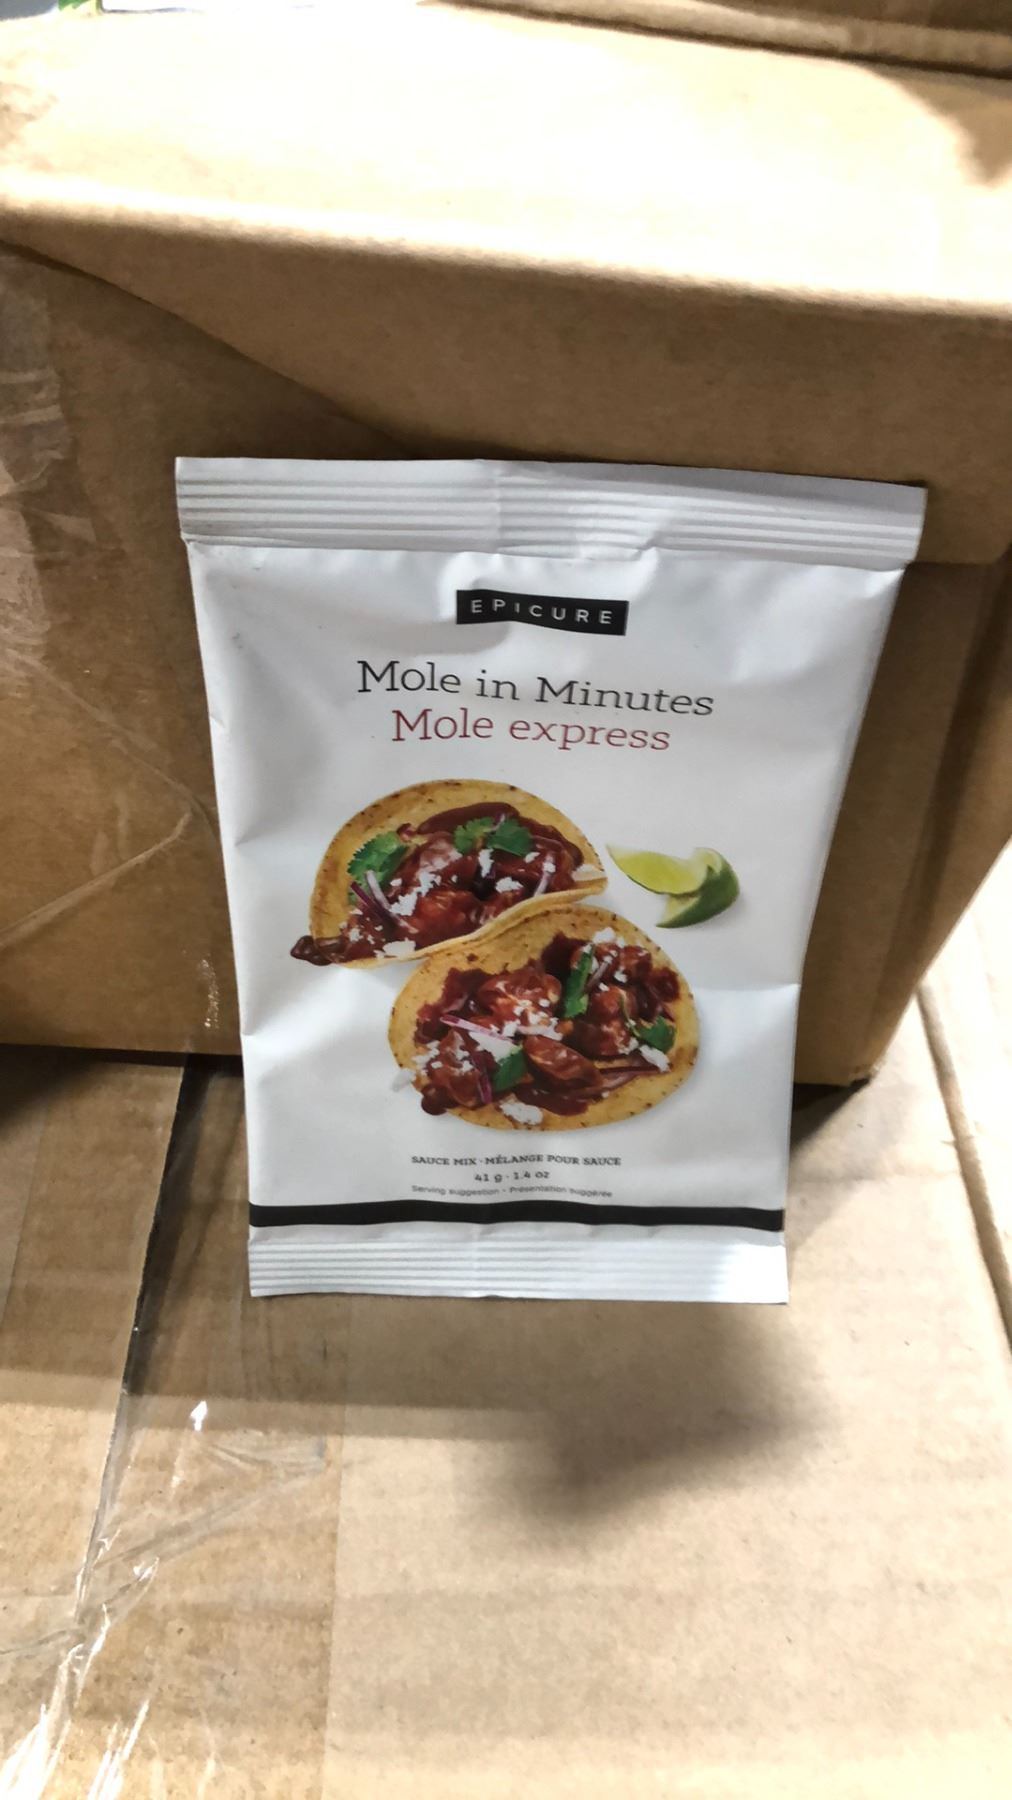 EPICURE
Mole in Minutes
Mole express
SAUCE MIX · MÉLANGE POUR SAUCE
41 g · 1.4 oz
Serving suggestion · Présentation suggérée